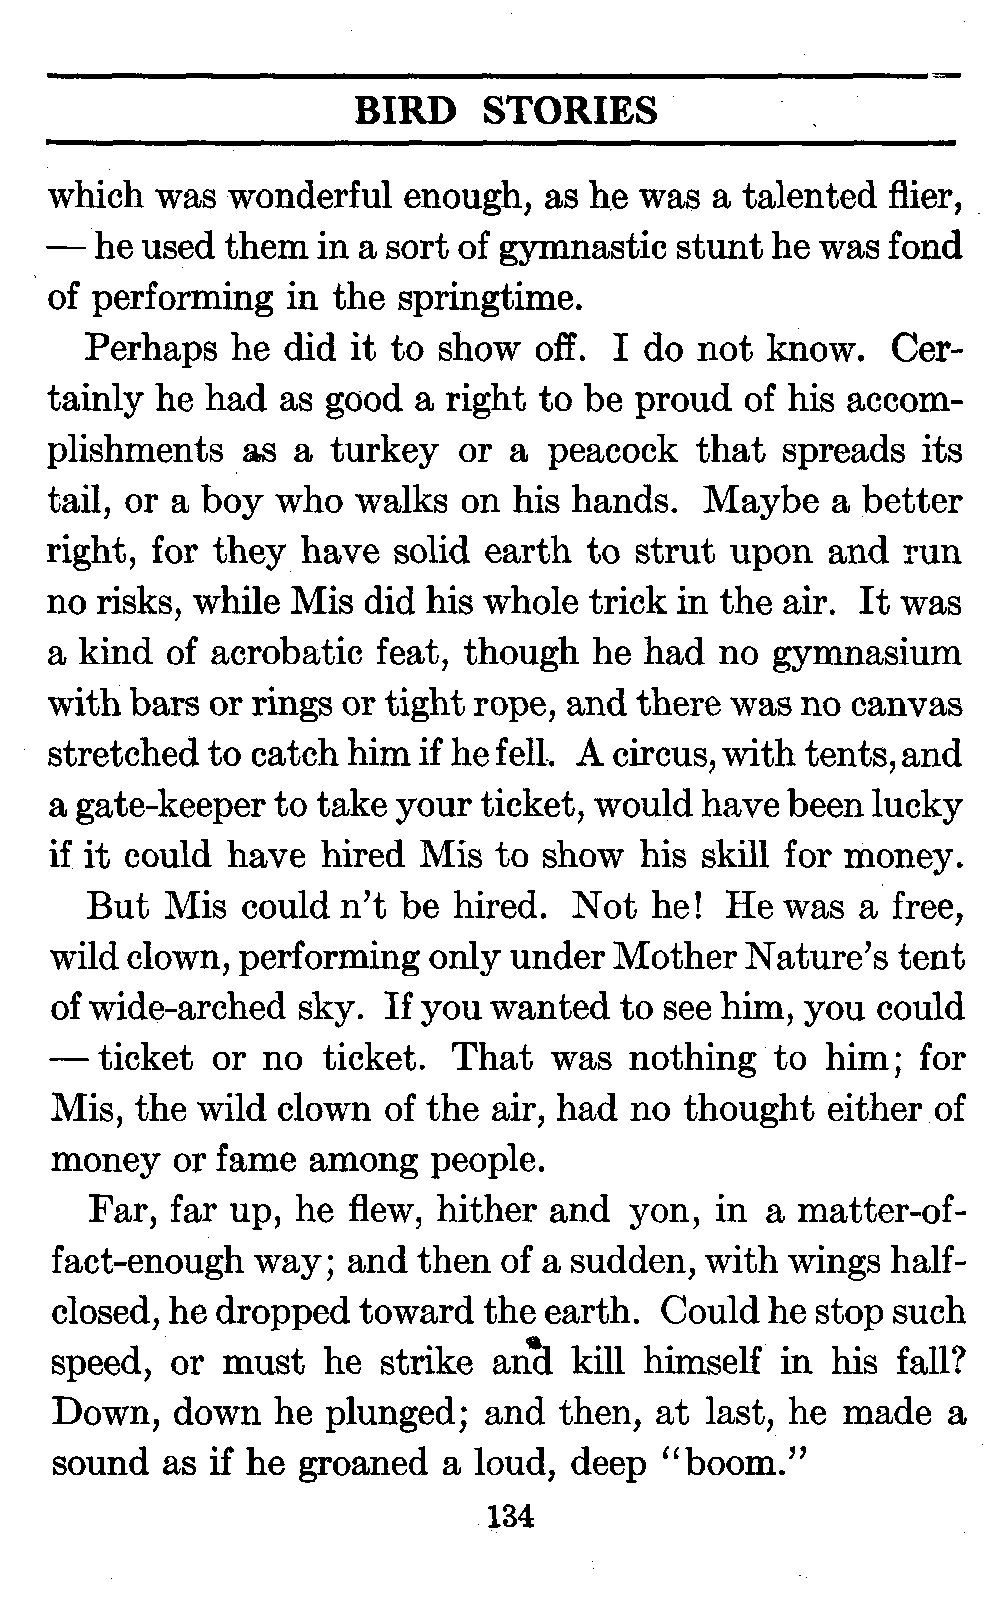 BIRD STORIES
which was wonderful enough, as he was a talented flier,
— he used them in a sort of gymnastic stunt he was fond
of performing in the springtime.
Perhaps he did it to show off. I do not know. Cer-
tainly he had as good a right to be proud of his accom-
plishments as a turkey or a peacock that spreads its
tail, or a boy who walks on his hands. Maybe a better
right, for they have solid earth to strut upon and run
no risks, while Mis did his whole trick in the air. It was
a kind of acrobatic feat, though he had no gymnasium
with bars or rings or tight rope, and there was no canvas
stretched to catch him if he fell. A circus, with tents, and
a gate-keeper to take your ticket, would have been lucky
if it could have hired Mis to show his skill for money.
But Mis could n't be hired. Not he! He was a free,
wild clown, performing only under Mother Nature's tent
of wide-arched sky. If you wanted to see him, you could
— ticket or no ticket. That was nothing to him; for
Mis, the wild clown of the air, had no thought either of
money or fame among people.
Far, far up, he flew, hither and yon, in a matter-of-
fact-enough way; and then of a sudden, with wings half-
closed, he dropped toward the earth. Could he stop such
speed, or must he strike and kill himself in his fall?
Down, down he plunged; and then, at last, he made a
sound as if he groaned a loud, deep "boom."
134